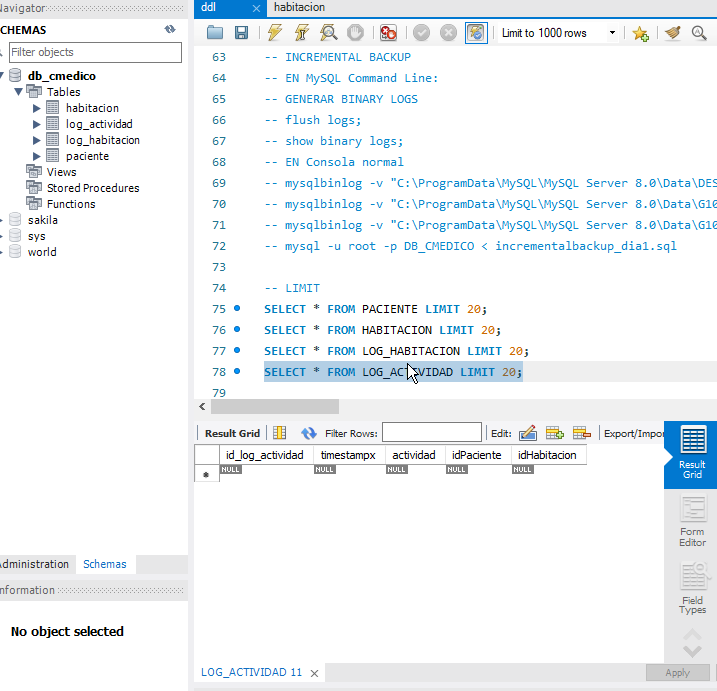 Navigator
SCHEMAS
Filter objects
db_cmedico
Tables
habitacion
log_actividad
log_habitacion
paciente
Views
Stored Procedures
Functions
sakila
sys
world
Administration Schemas
Information
No object selected
ddl habitacion
Limit to 1000 rows
63 -- INCREMENTAL BACKUP
64 -- EN MySQL Command Line:
65 -- GENERAR BINARY LOGS
66 -- flush logs;
67 -- show binary logs;
68 -- EN Consola normal
69 -- mysqlbinlog -v "C:\ProgramData\MySQL\MySQL Server 8.0\Data\DES
70 -- mysqlbinlog -v "C:\ProgramData\MySQL\MySQL Server 8.0\Data\G10
71 -- mysqlbinlog -v "C:\ProgramData\MySQL\MySQL Server 8.0\Data\G10
72 -- mysql -u root -p DB_CMEDICO < incrementalbackup_dia1.sql
73
74 -- LIMIT
75 SELECT * FROM PACIENTE LIMIT 20;
76 SELECT * FROM HABITACION LIMIT 20;
77 SELECT * FROM LOG_HABITACION LIMIT 20;
78 SELECT * FROM LOG_ACTIVIDAD LIMIT 20;
79
Result Grid Filter Rows: Edit: Export/Impor
id_log_actividad timestampx actividad idPaciente idHabitacion
NULL NULL NULL NULL NULL
Result
Grid
Form
Editor
Field
Types
LOG_ACTIVIDAD 11 Apply